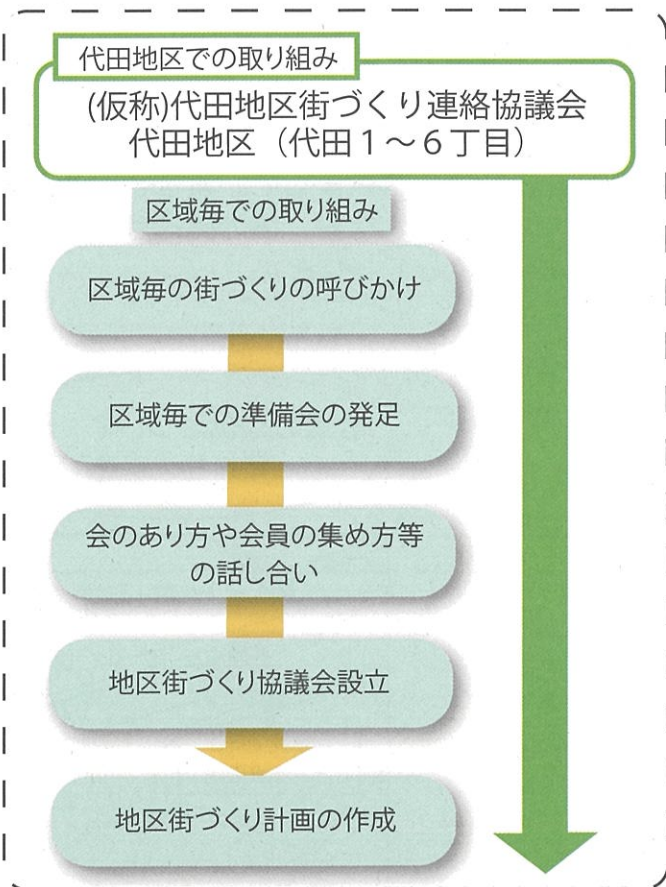 代田地区での取り組み
(仮称)代田地区街づくり連絡協議会
代田地区（代田１～６丁目）
区域毎での取り組み
区域毎の街づくりの呼びかけ
区域毎での準備会の発足
会のあり方や会員の集め方等
の話し合い
地区街づくり協議会設立
地区街づくり計画の作成